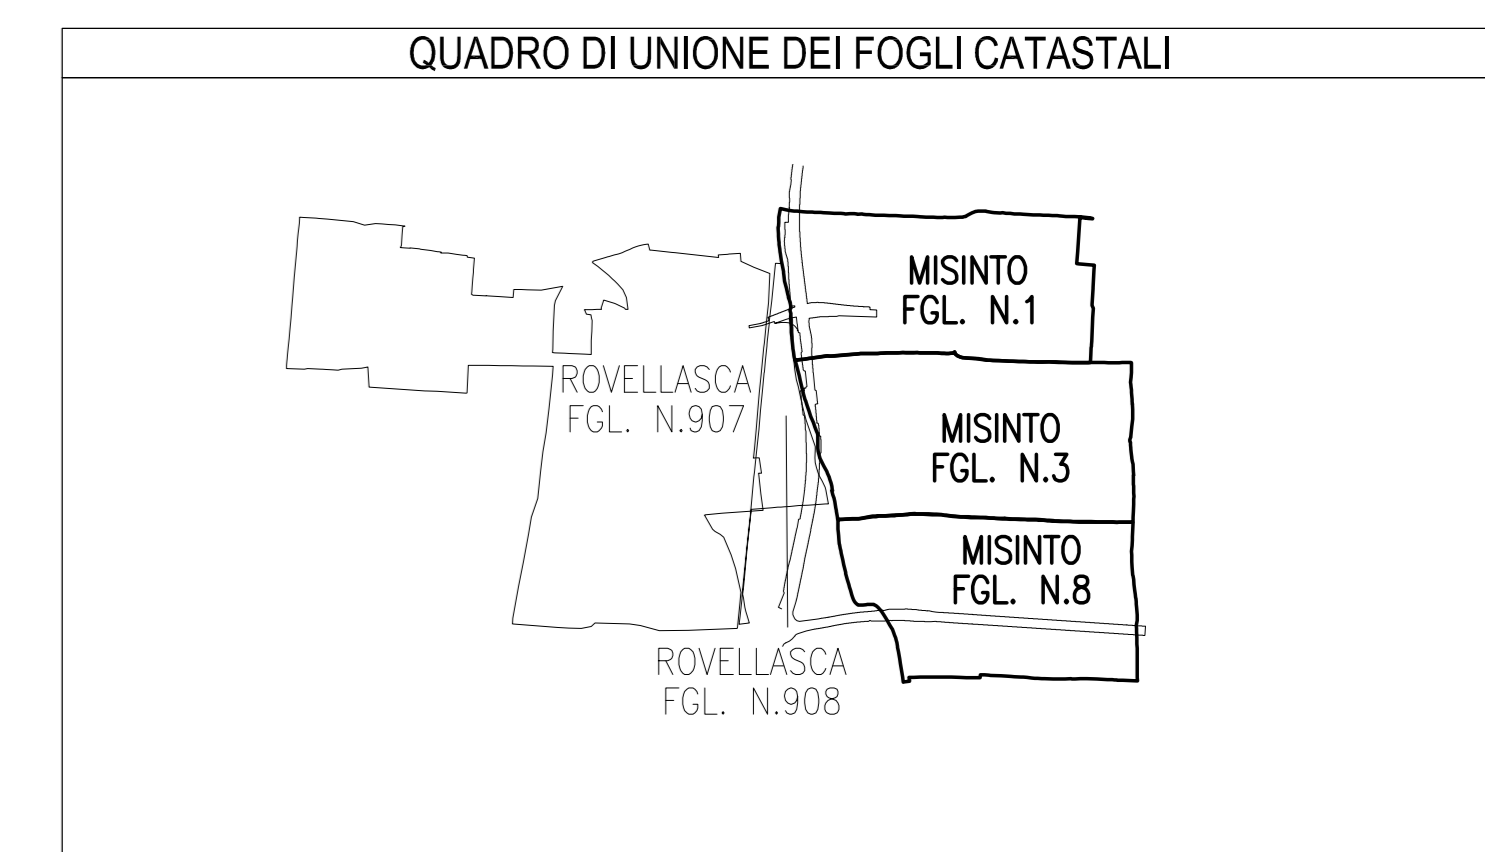 QUADRO DI UNIONE DEI FOGLI CATASTALI
MISINTO
FGL. N.1
ROVELLASCA
FGL. N.907
MISINTO
FGL. N.3
MISINTO
FGL. N.8
ROVELLASCA
FGL. N.908